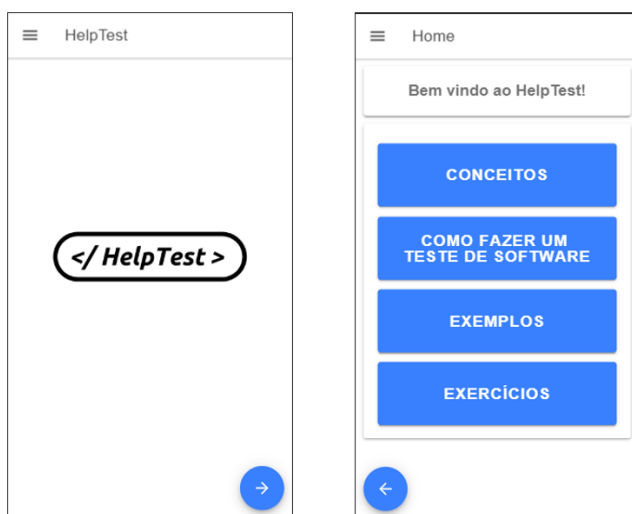 HelpTest
</ HelpTest >
Home
Bem vindo ao HelpTest!
CONCEITOS
COMO FAZER UM
TESTE DE SOFTWARE
EXEMPLOS
EXERCÍCIOS